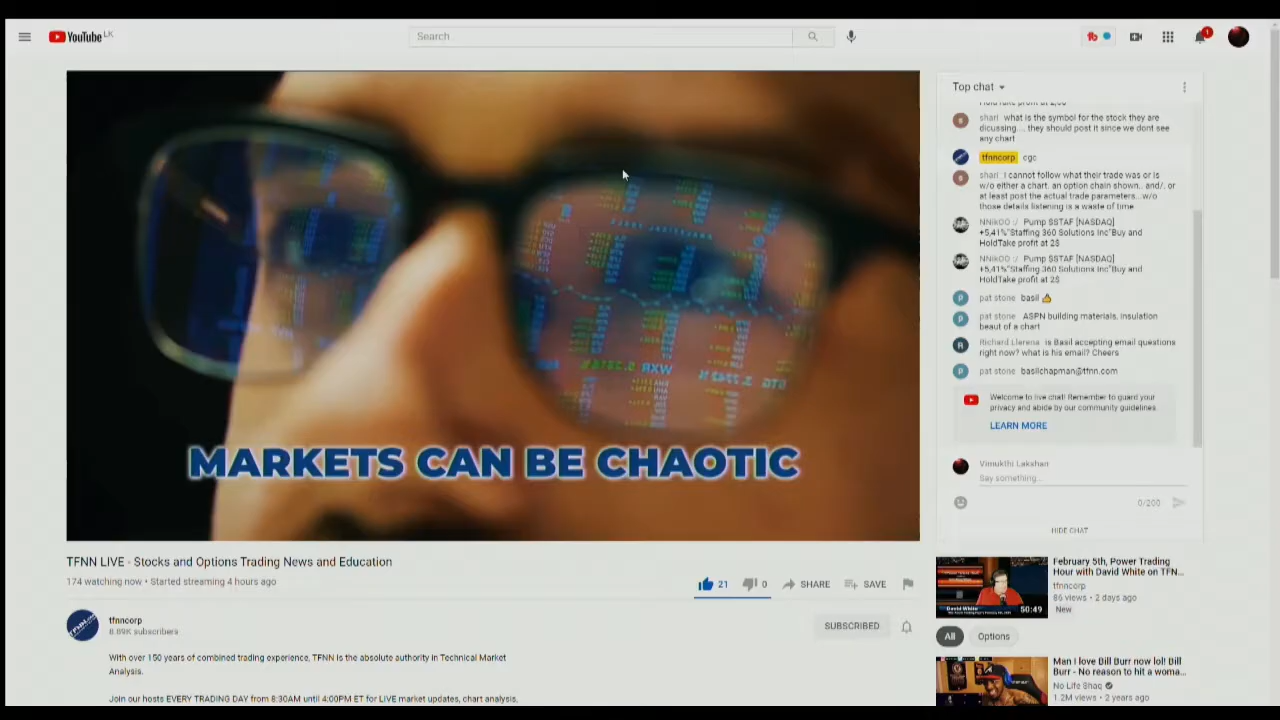 YouTube LK
Search
1
Top chat
shari what is the symbol for the stock they are
dicussing.... they should post it since we dont see
any chart
tfnncorp cgc
shari I cannot follow what their trade was or is
w/o either a chart, an option chain shown.. and/. or
at least post the actual trade parameters...w/o
those details listening is a waste of time
NNikOO :/ Pump $STAF [NASDAQ]
+5,41%"Staffing 360 Solutions Inc"Buy and
HoldTake profit at 2$
NNikOO :/ Pump $STAF [NASDAQ]
+5,41%"Staffing 360 Solutions Inc"Buy and
HoldTake profit at 2$
pat stone basil 👍
pat stone ASPN building materials, insulation
beaut of a chart
Richard Llerena is Basil accepting email questions
right now? what is his email? Cheers
pat stone basilchapman@tfnn.com
Welcome to live chat! Remember to guard your
privacy and abide by our community guidelines.
LEARN MORE
Vimukthi Lakshan
Say something...
0/200
HIDE CHAT
MARKETS CAN BE CHAOTIC
TFNN LIVE - Stocks and Options Trading News and Education
174 watching now • Started streaming 4 hours ago
21 0 SHARE SAVE
tfnncorp
8.89K subscribers
SUBSCRIBED
With over 150 years of combined trading experience, TFNN is the absolute authority in Technical Market
Analysis.
Join our hosts EVERY TRADING DAY from 8:30AM until 4:00PM ET for LIVE market updates, chart analysis,
David White
50:49
February 5th, Power Trading
Hour with David White on TFN...
tfnncorp
86 views • 2 days ago
New
All
Options
Man I love Bill Burr now lol! Bill
Burr - No reason to hit a woma...
No Life Shaq
1.2M views • 2 years ago